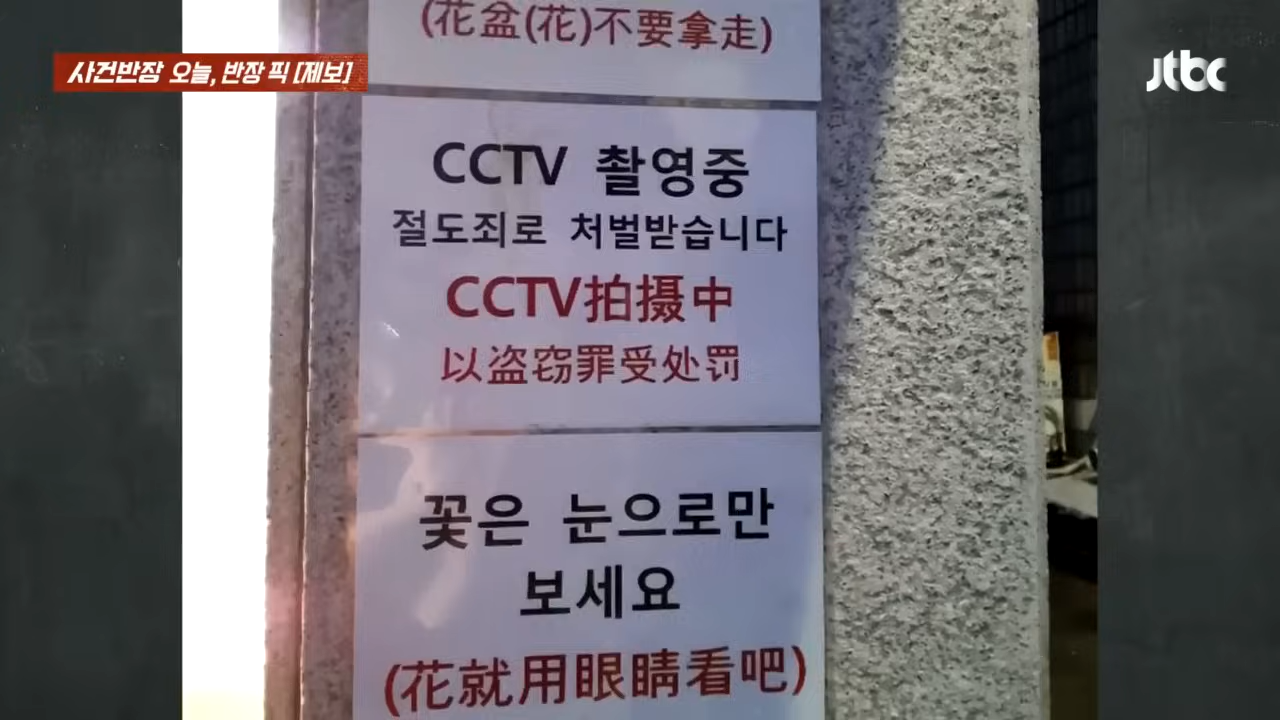 (花盆(花)不要拿走)
사건반장 오늘, 반장 픽 [제보]
jtbc
CCTV 촬영중
절도죄로 처벌받습니다
CCTV拍摄中
以盗窃罪受处罚
꽃은 눈으로만
보세요
(花就用眼睛看吧)